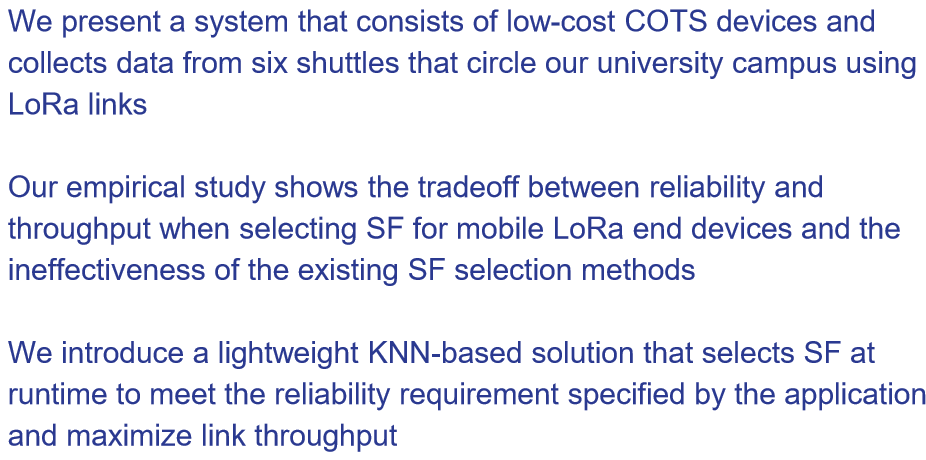 We present a system that consists of low-cost COTS devices and
collects data from six shuttles that circle our university campus using
LoRa links
Our empirical study shows the tradeoff between reliability and
throughput when selecting SF for mobile LoRa end devices and the
ineffectiveness of the existing SF selection methods
We introduce a lightweight KNN-based solution that selects SF at
runtime to meet the reliability requirement specified by the application
and maximize link throughput